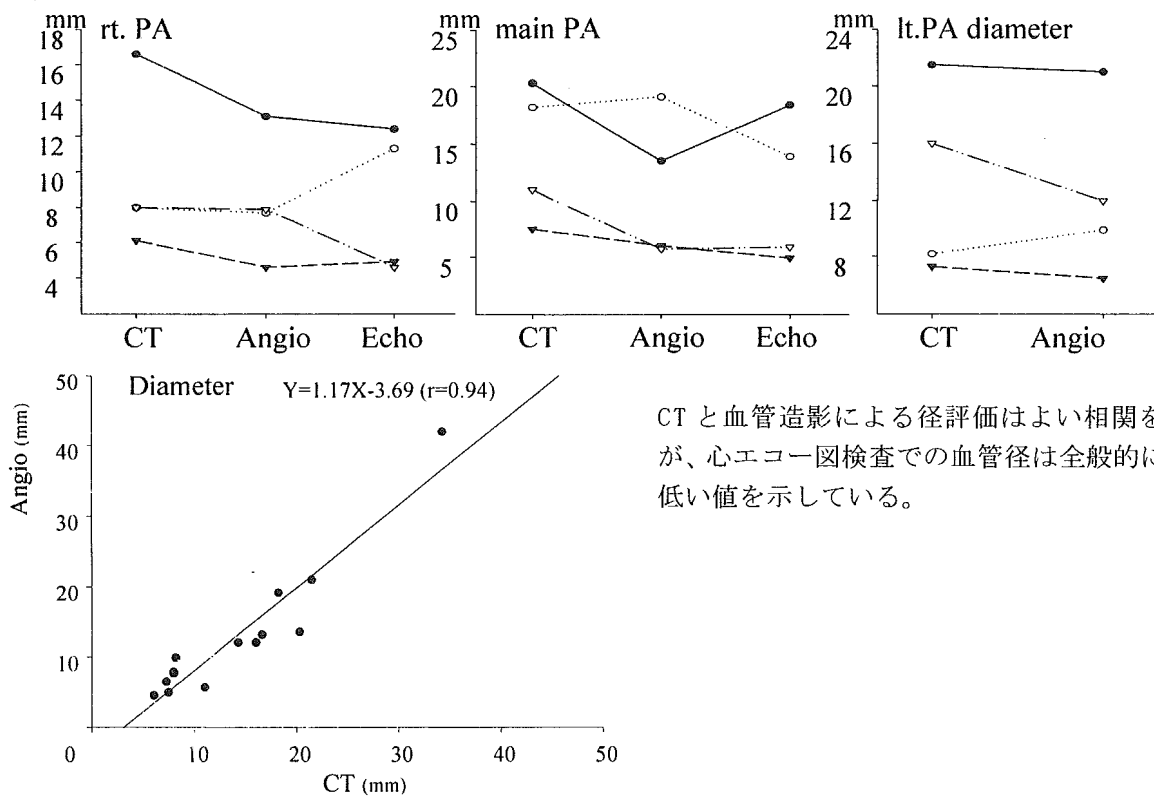 mm rt. PA
18
16
14
12
10
8
6
4
CT Angio Echo
mm main PA
25
20
15
10
5
CT Angio Echo
mm lt.PA diameter
24
20
16
12
8
CT Angio
Diameter Y=1.17X-3.69 (r=0.94)
Angio (mm)
50
40
30
20
10
0 10 20 30 40 50
CT (mm)
CTと血管造影による径評価はよい相関を
が、心エコー図検査での血管径は全般的に
低い値を示している。